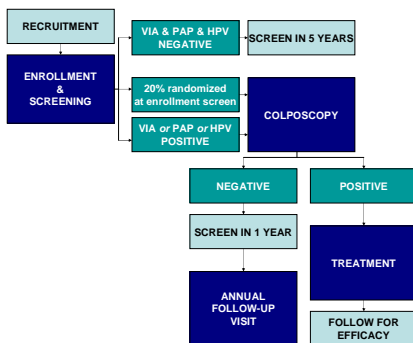 RECRUITMENT
ENROLLMENT
&
SCREENING
VIA & PAP & HPV
NEGATIVE
SCREEN IN 5 YEARS
20% randomized
at enrollment screen
VIA or PAP or HPV
POSITIVE
COLPOSCOPY
NEGATIVE
POSITIVE
SCREEN IN 1 YEAR
TREATMENT
ANNUAL
FOLLOW-UP
VISIT
FOLLOW FOR
EFFICACY